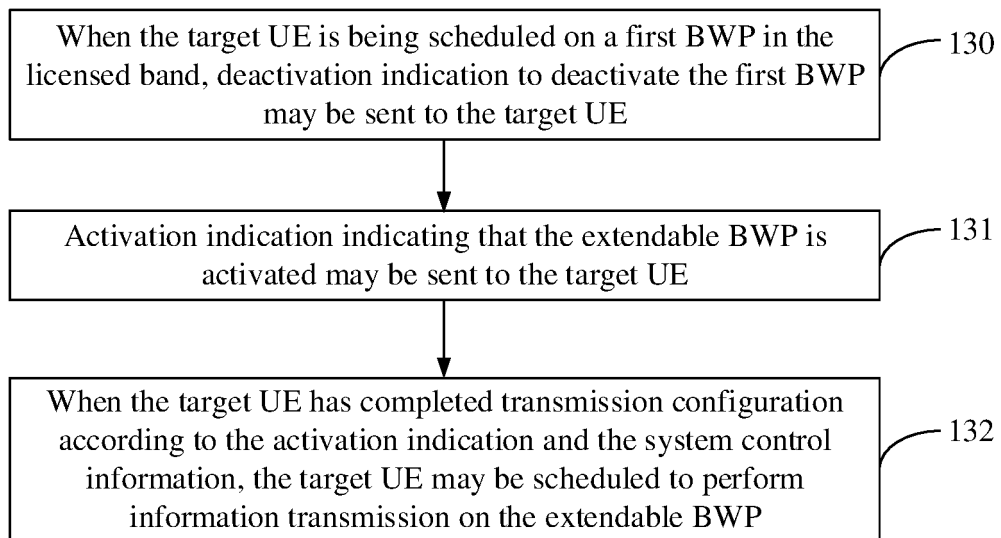 When the target UE is being scheduled on a first BWP in the
licensed band, deactivation indication to deactivate the first BWP
may be sent to the target UE
130
Activation indication indicating that the extendable BWP is
activated may be sent to the target UE
131
When the target UE has completed transmission configuration
according to the activation indication and the system control
information, the target UE may be scheduled to perform
information transmission on the extendable BWP
132